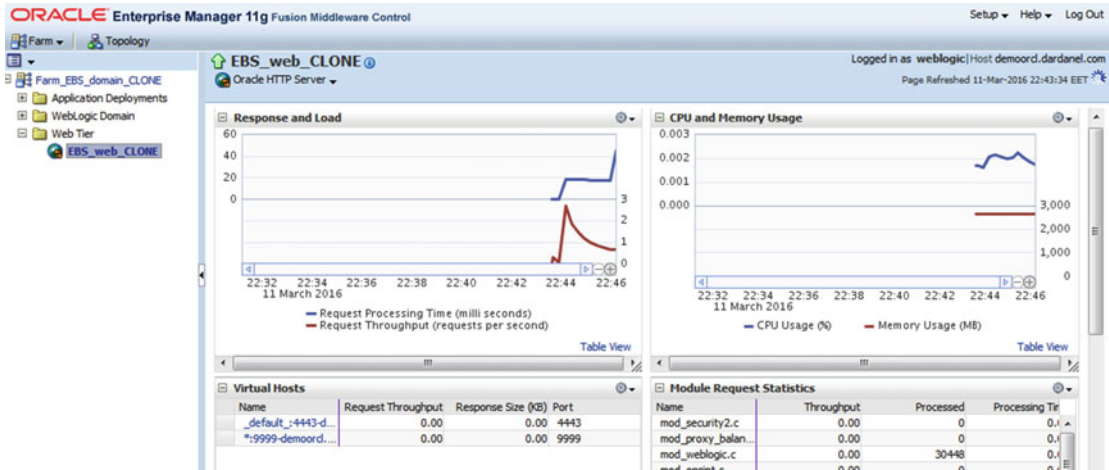 ORACLE Enterprise Manager 11g Fusion Middleware Control
Setup Help Log Out
Farm Topology
Farm_EBS_domain_CLONE
Application Deployments
WebLogic Domain
Web Tier
EBS_web_CLONE
EBS_web_CLONE
Oracle HTTP Server
Logged in as weblogic|Host demoord.dardanel.com
Page Refreshed 11-Mar-2016 22:43:34 EET
Response and Load
60
40
20
0
3
2
1
0
22:32 22:34 22:36 22:38 22:40 22:42 22:44 22:46
11 March 2016
Request Processing Time (milli seconds)
Request Throughput (requests per second)
Table View
CPU and Memory Usage
0.003
0.002
0.001
0.000
3,000
2,000
1,000
0
22:32 22:34 22:36 22:38 22:40 22:42 22:44 22:46
11 March 2016
CPU Usage (%) Memory Usage (MB)
Table View
Virtual Hosts
Name Request Throughput Response Size (KB) Port
_default_:4443-d... 0.00 0.00 4443
*:9999-demoord.... 0.00 0.00 9999
Module Request Statistics
Name Throughput Processed Processing Tir
mod_security2.c 0.00 0 0.
mod_proxy_balan... 0.00 0 0.
mod_weblogic.c 0.00 30448 0.
0.00 0 0.